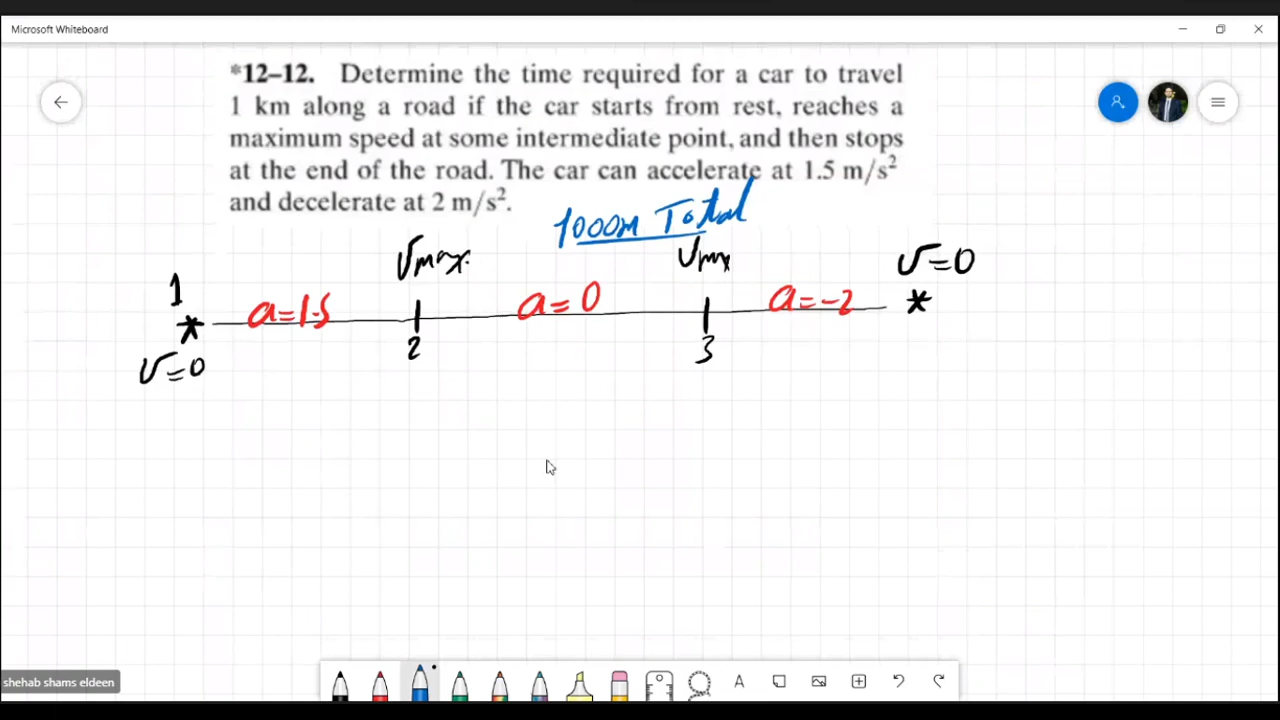 Microsoft Whiteboard
*12–12. Determine the time required for a car to travel
1 km along a road if the car starts from rest, reaches a
maximum speed at some intermediate point, and then stops
at the end of the road. The car can accelerate at 1.5 m/s²
and decelerate at 2 m/s².
1000m Total
Vmax
Vmx
V=0
1
a=1.5
a=0
a=-2
*
*
2
3
V=0
A
shehab shams eldeen